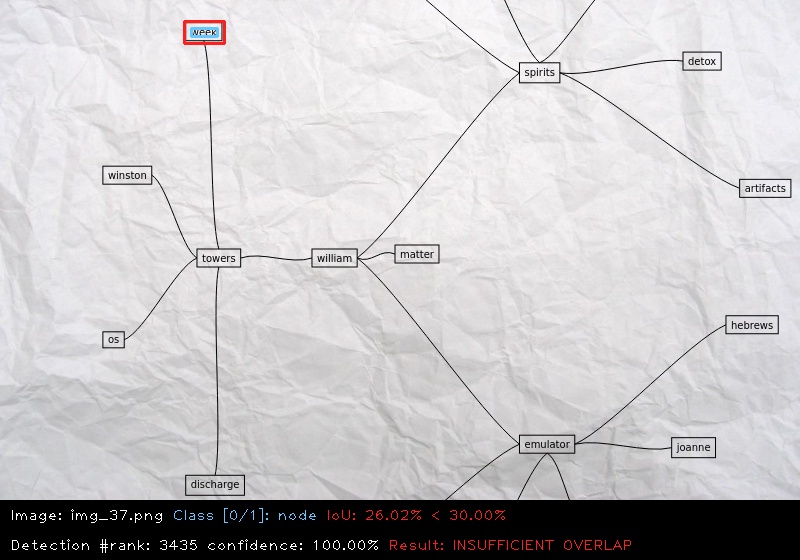 week
spirits
detox
winston
artifacts
towers
william
matter
hebrews
os
emulator
joanne
discharge
Image: img_37.png Class [0/1]: node IoU: 26.02% < 30.00%
Detection #rank: 3435 confidence: 100.00% Result: INSUFFICIENT OVERLAP